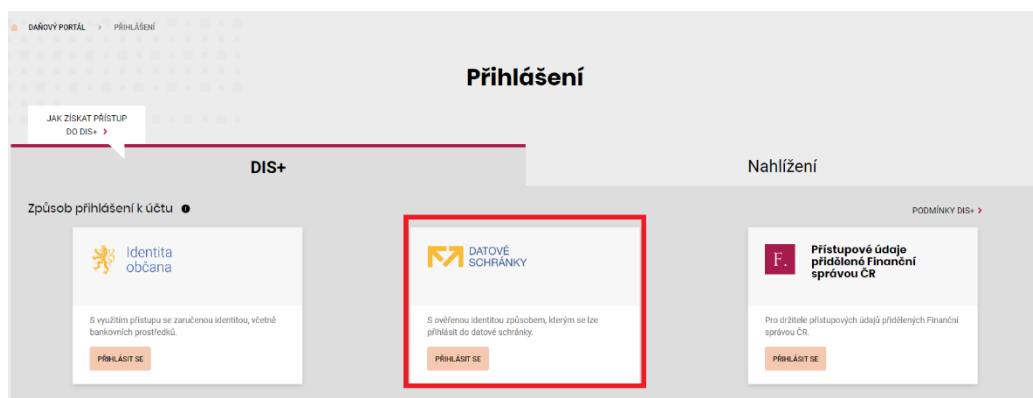 DAŇOVÝ PORTÁL > PŘIHLÁŠENÍ
Přihlášení
JAK ZÍSKAT PŘÍSTUP
DO DIS+ >
DIS+
Nahlížení
Způsob přihlášení k účtu
PODMÍNKY DIS+ >
Identita
občana
S využitím přístupu se zaručenou identitou, včetně
bankovních prostředků.
PŘIHLÁSIT SE
DATOVÉ
SCHRÁNKY
S ověřenou identitou způsobem, kterým se lze
přihlásit do datové schránky.
PŘIHLÁSIT SE
F.
Přístupové údaje
přidělené Finanční
správou ČR
Pro držitele přístupových údajů přidělených Finanční
správou ČR.
PŘIHLÁSIT SE